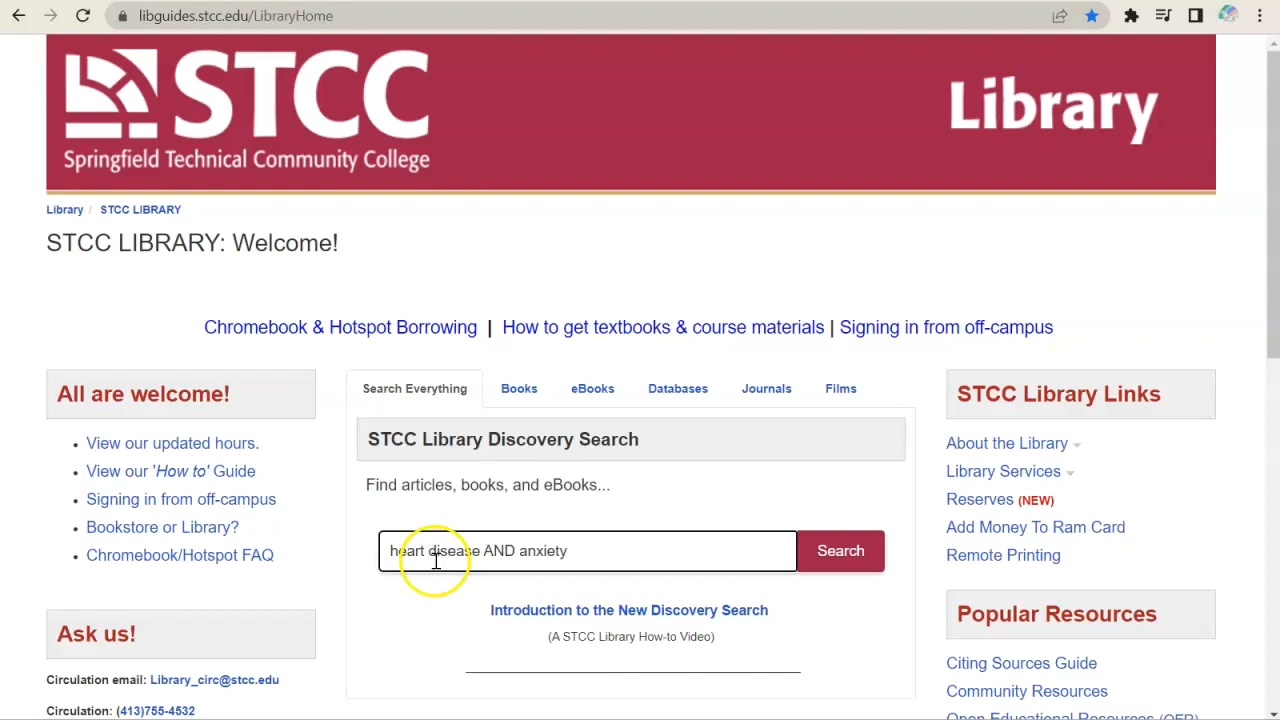 libguides.stcc.edu/LibraryHome
STCC
Springfield Technical Community College
Library
Library / STCC LIBRARY
STCC LIBRARY: Welcome!
Chromebook & Hotspot Borrowing | How to get textbooks & course materials | Signing in from off-campus
All are welcome!
• View our updated hours.
• View our 'How to' Guide
• Signing in from off-campus
• Bookstore or Library?
• Chromebook/Hotspot FAQ
Ask us!
Circulation email: Library_circ@stcc.edu
Circulation: (413)755-4532
Search Everything Books eBooks Databases Journals Films
STCC Library Discovery Search
Find articles, books, and eBooks...
heart disease AND anxiety
Search
Introduction to the New Discovery Search
(A STCC Library How-to Video)
STCC Library Links
About the Library
Library Services
Reserves (NEW)
Add Money To Ram Card
Remote Printing
Popular Resources
Citing Sources Guide
Community Resources
Open Educational Resources (OER)